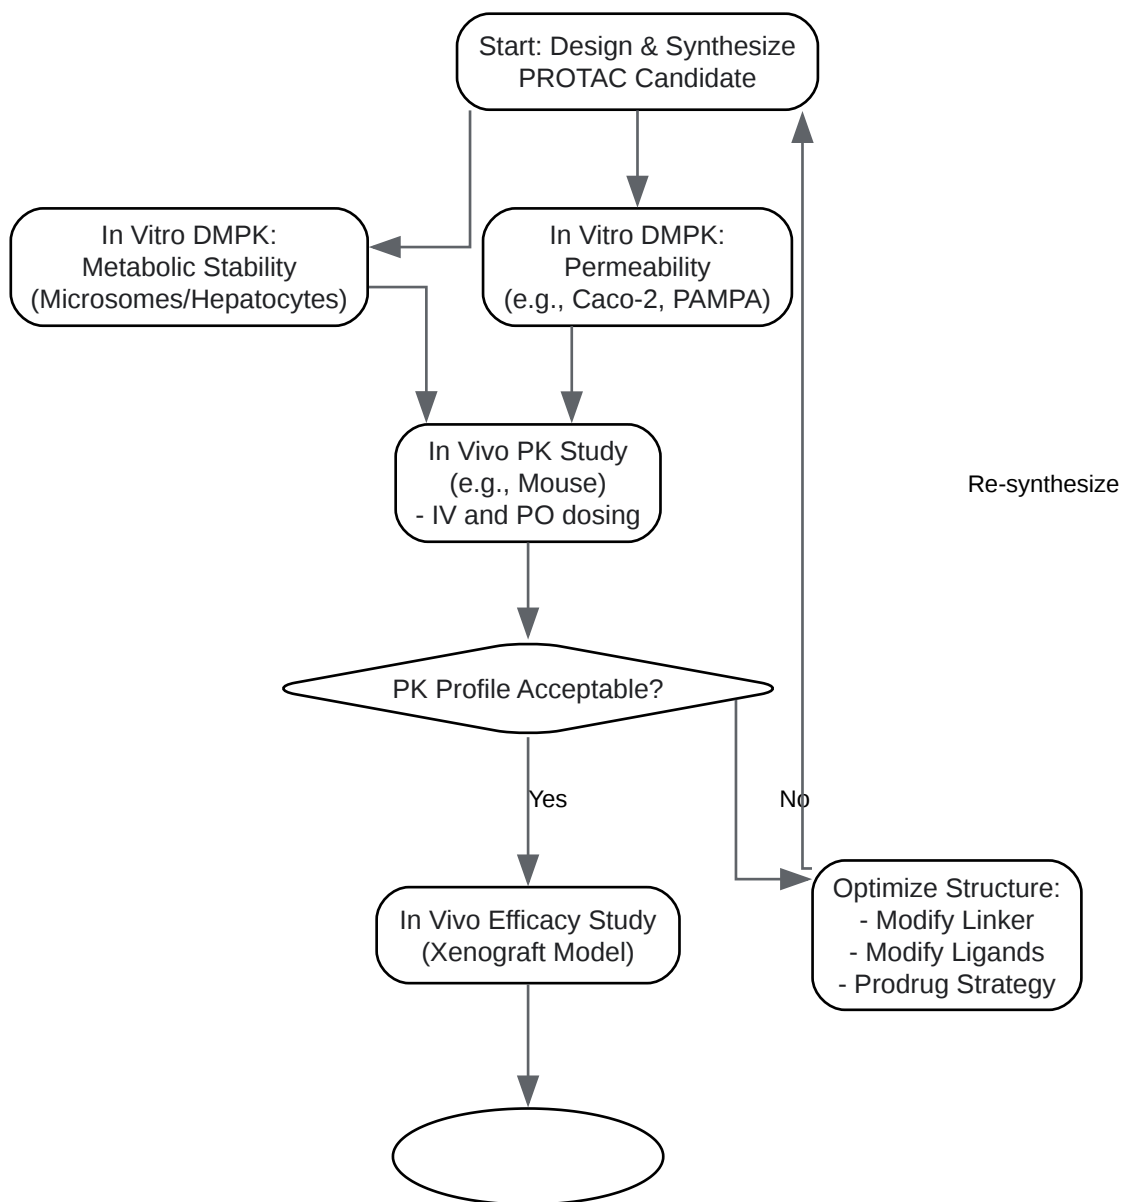 Start: Design & Synthesize
PROTAC Candidate
In Vitro DMPK:
Metabolic Stability
(Microsomes/Hepatocytes)
In Vitro DMPK:
Permeability
(e.g., Caco-2, PAMPA)
In Vivo PK Study
(e.g., Mouse)
- IV and PO dosing
Re-synthesize
PK Profile Acceptable?
Yes
No
In Vivo Efficacy Study
(Xenograft Model)
Optimize Structure:
- Modify Linker
- Modify Ligands
- Prodrug Strategy